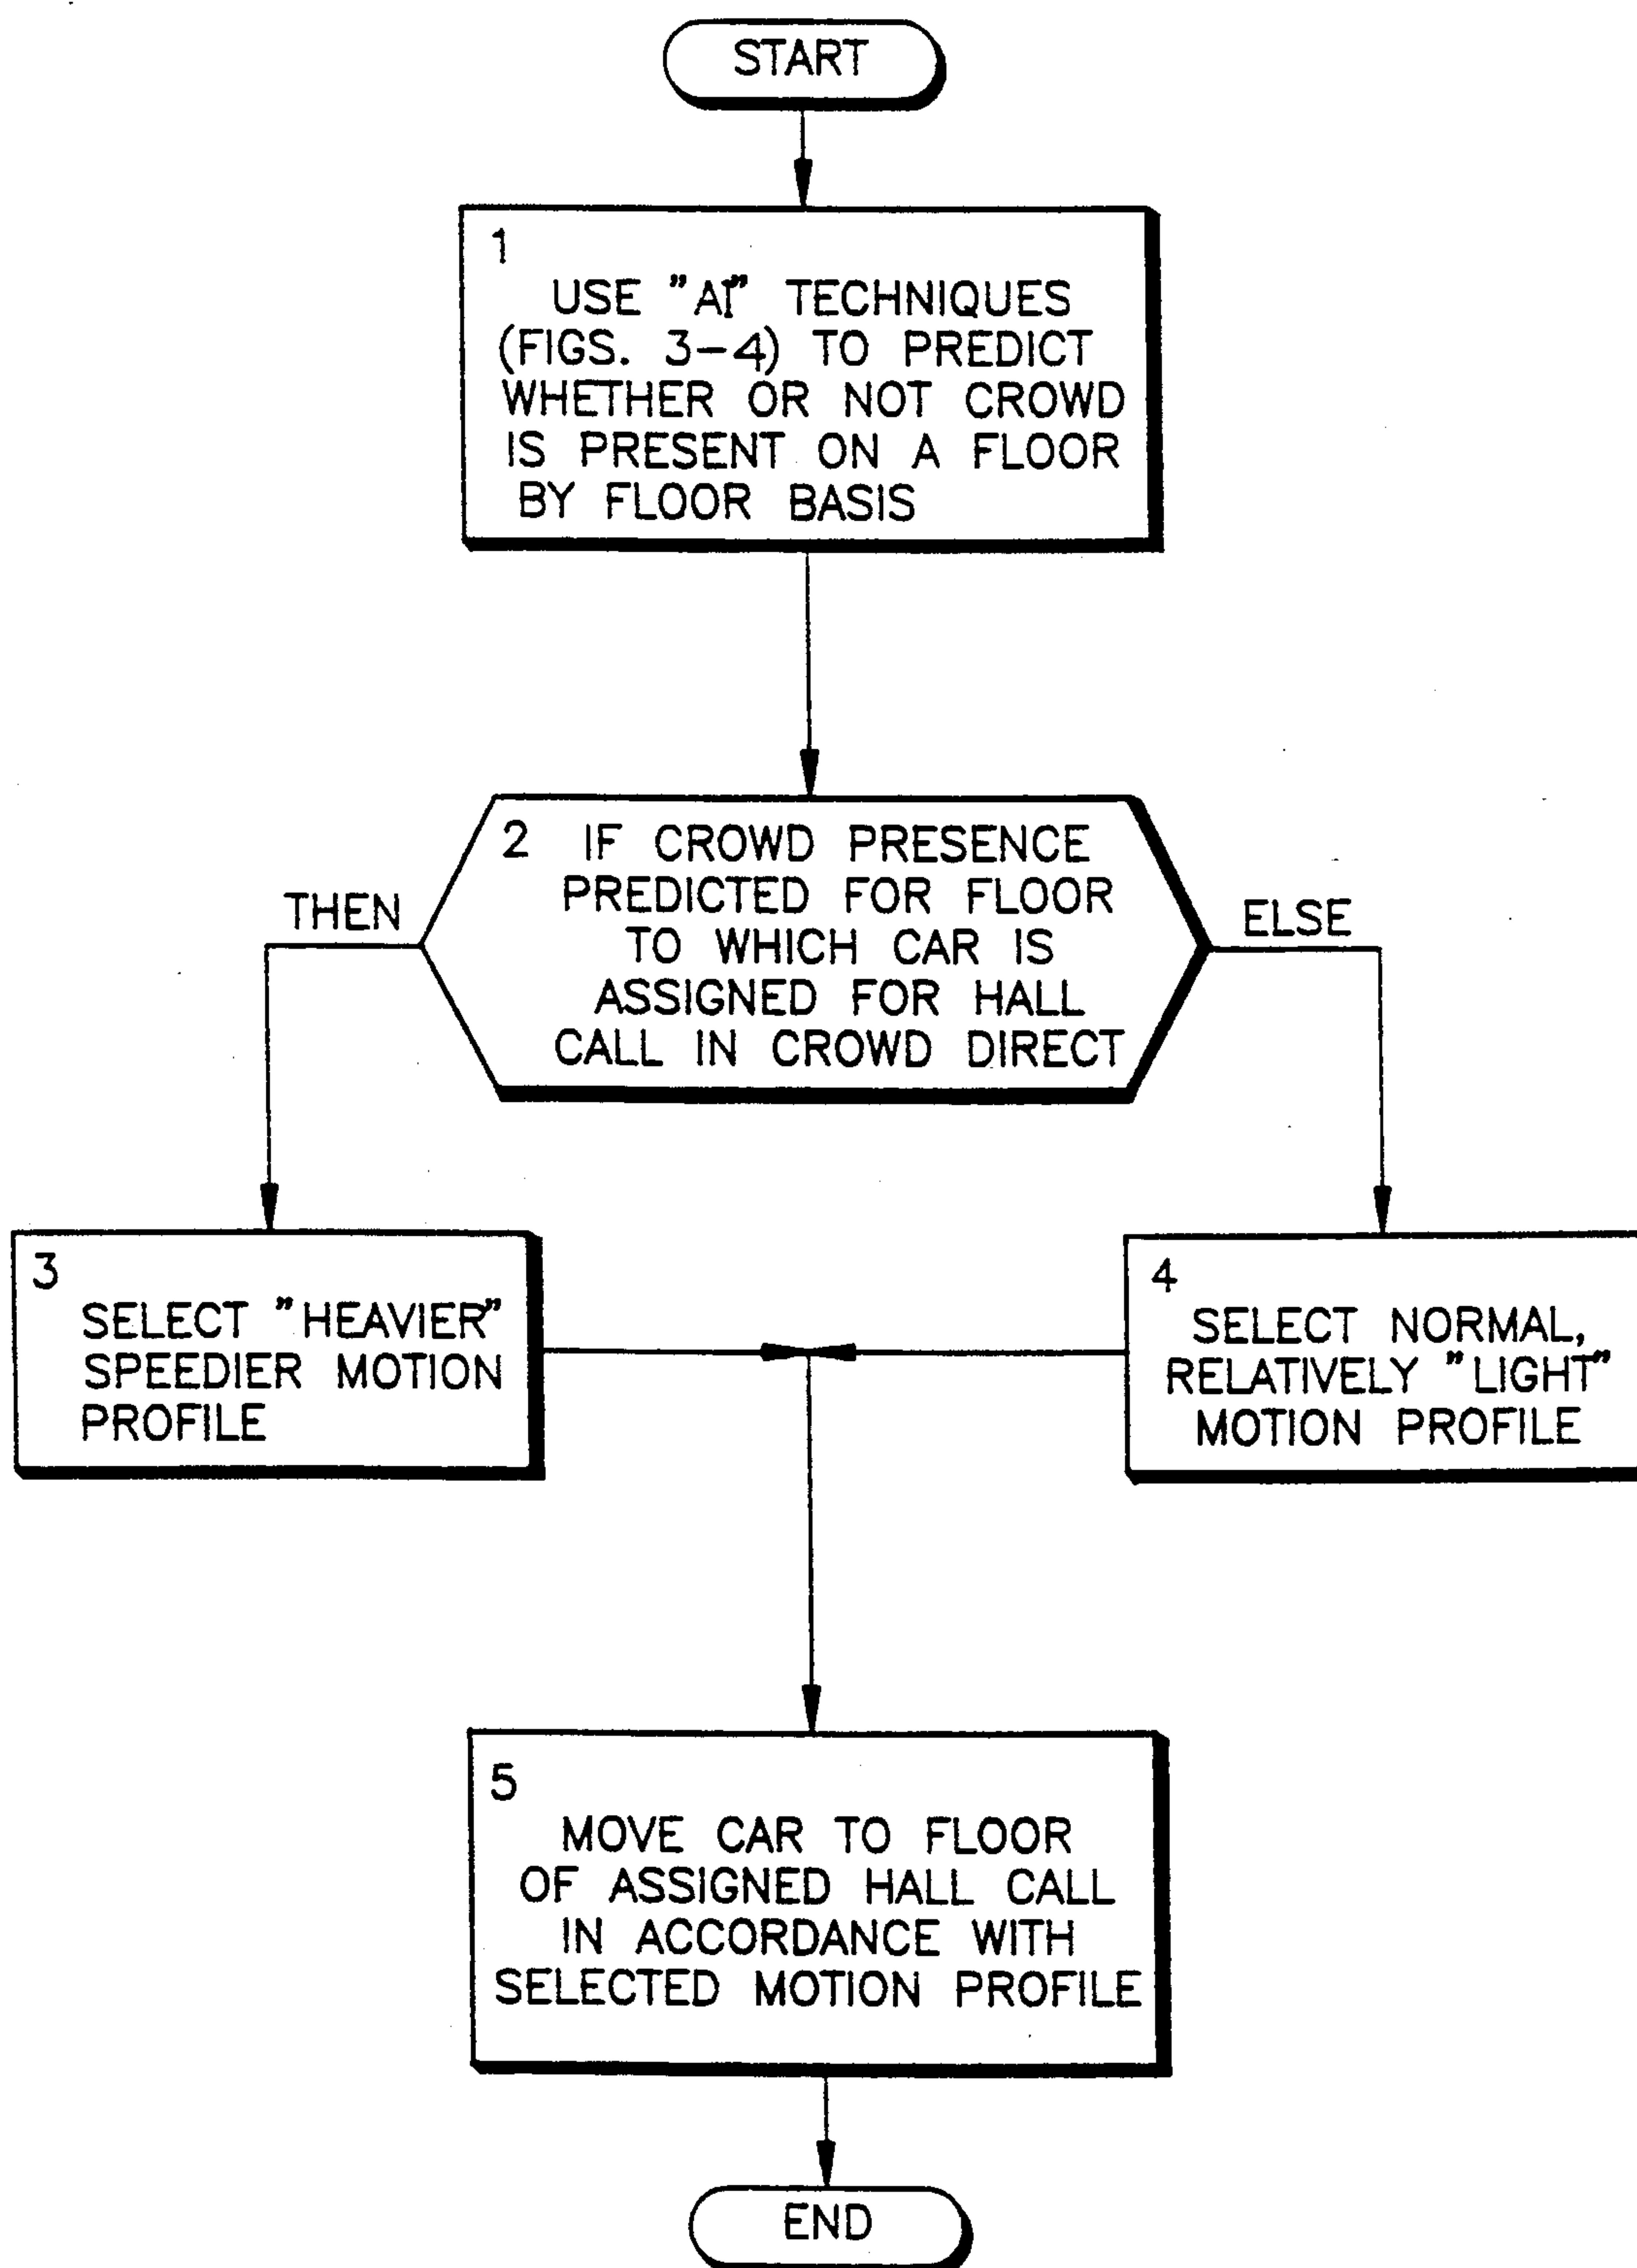 START
1
USE "AI" TECHNIQUES
(FIGS. 3-4) TO PREDICT
WHETHER OR NOT CROWD
IS PRESENT ON A FLOOR
BY FLOOR BASIS
2 IF CROWD PRESENCE
PREDICTED FOR FLOOR
TO WHICH CAR IS
ASSIGNED FOR HALL
CALL IN CROWD DIRECT
THEN
ELSE
3
SELECT "HEAVIER"
SPEEDIER MOTION
PROFILE
4
SELECT NORMAL,
RELATIVELY "LIGHT"
MOTION PROFILE
5
MOVE CAR TO FLOOR
OF ASSIGNED HALL CALL
IN ACCORDANCE WITH
SELECTED MOTION PROFILE
END